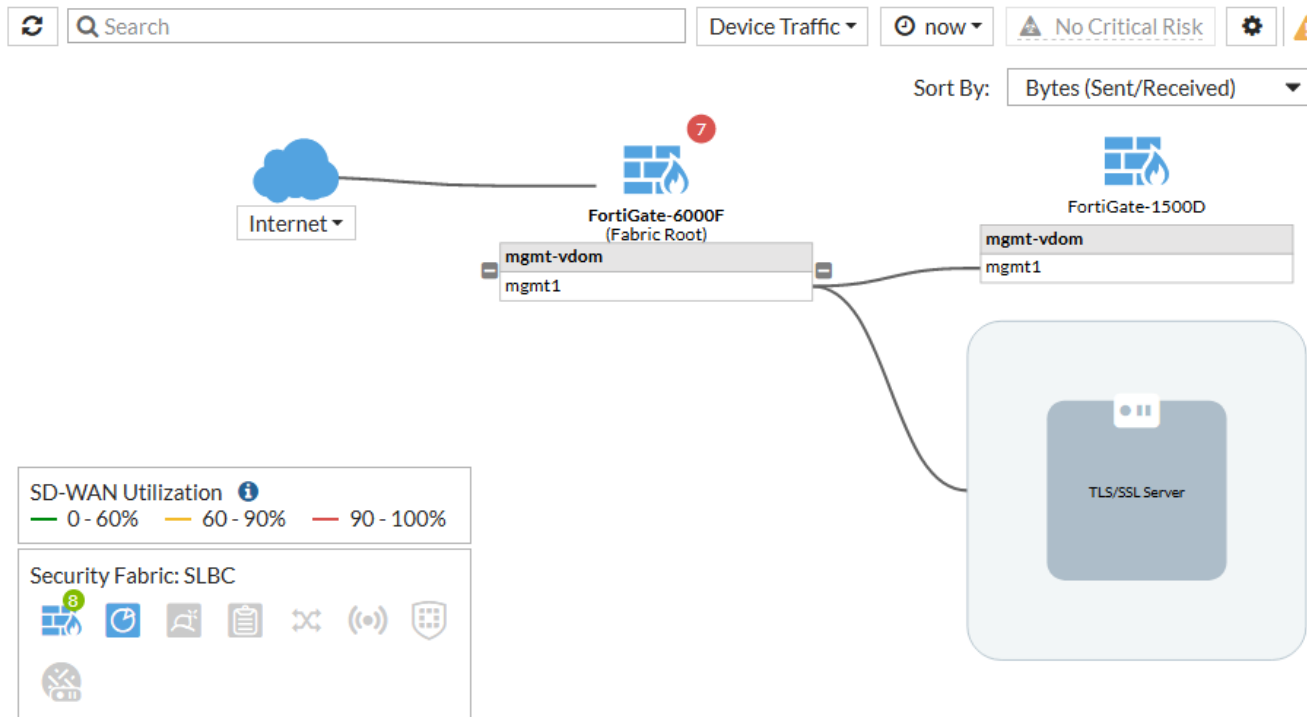 Search
Device Traffic
now
No Critical Risk
Sort By:
Bytes (Sent/Received)
7
Internet
FortiGate-6000F
(Fabric Root)
mgmt-vdom
mgmt1
FortiGate-1500D
mgmt-vdom
mgmt1
TLS/SSL Server
SD-WAN Utilization
0 - 60% 60 - 90% 90 - 100%
Security Fabric: SLBC
8